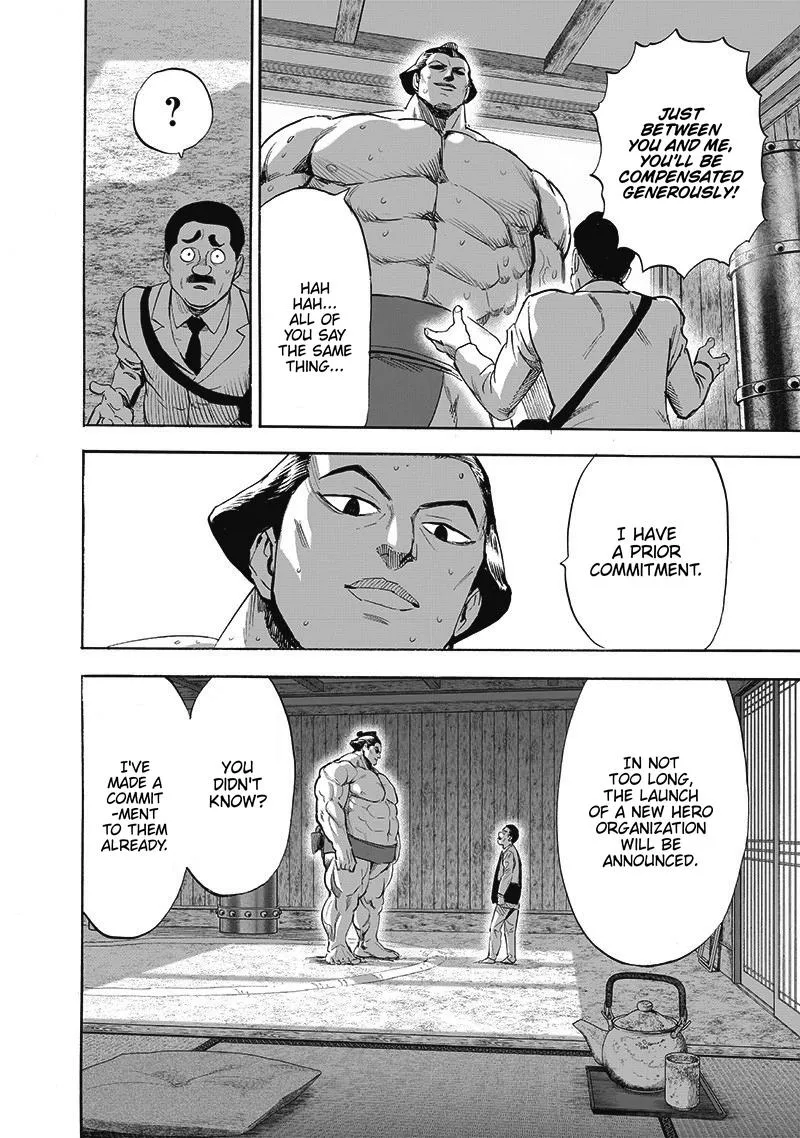 JUST
BETWEEN
YOU AND ME,
YOU'LL BE
COMPENSATED
GENEROUSLY!
HAH
HAH...
ALL OF
YOU SAY
THE SAME
THING...
?
I HAVE
A PRIOR
COMMITMENT.
IN NOT
TOO LONG,
THE LAUNCH
OF A NEW HERO
ORGANIZATION
WILL BE
ANNOUNCED.
YOU
DIDN'T
KNOW?
I'VE
MADE A
COMMIT
-MENT
TO THEM
ALREADY.